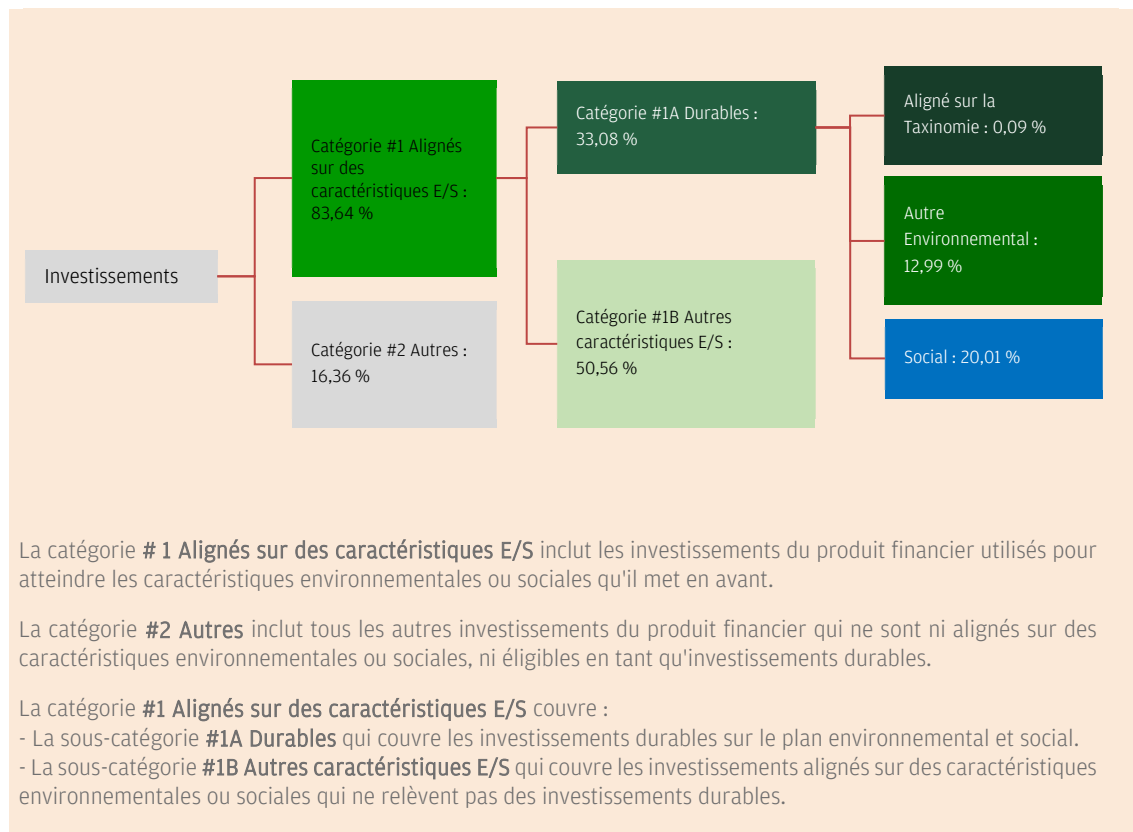 Investissements
Catégorie #1 Alignés
sur des
caractéristiques E/S :
83,64 %
Catégorie #2 Autres :
16,36 %
Catégorie #1A Durables :
33,08 %
Catégorie #1B Autres
caractéristiques E/S :
50,56 %
Aligné sur la
Taxinomie : 0,09 %
Autre
Environnemental :
12,99 %
Social : 20,01 %
La catégorie # 1 Alignés sur des caractéristiques E/S inclut les investissements du produit financier utilisés pour
atteindre les caractéristiques environnementales ou sociales qu'il met en avant.
La catégorie #2 Autres inclut tous les autres investissements du produit financier qui ne sont ni alignés sur des
caractéristiques environnementales ou sociales, ni éligibles en tant qu'investissements durables.
La catégorie #1 Alignés sur des caractéristiques E/S couvre :
- La sous-catégorie #1A Durables qui couvre les investissements durables sur le plan environnemental et social.
- La sous-catégorie #1B Autres caractéristiques E/S qui couvre les investissements alignés sur des caractéristiques
environnementales ou sociales qui ne relèvent pas des investissements durables.